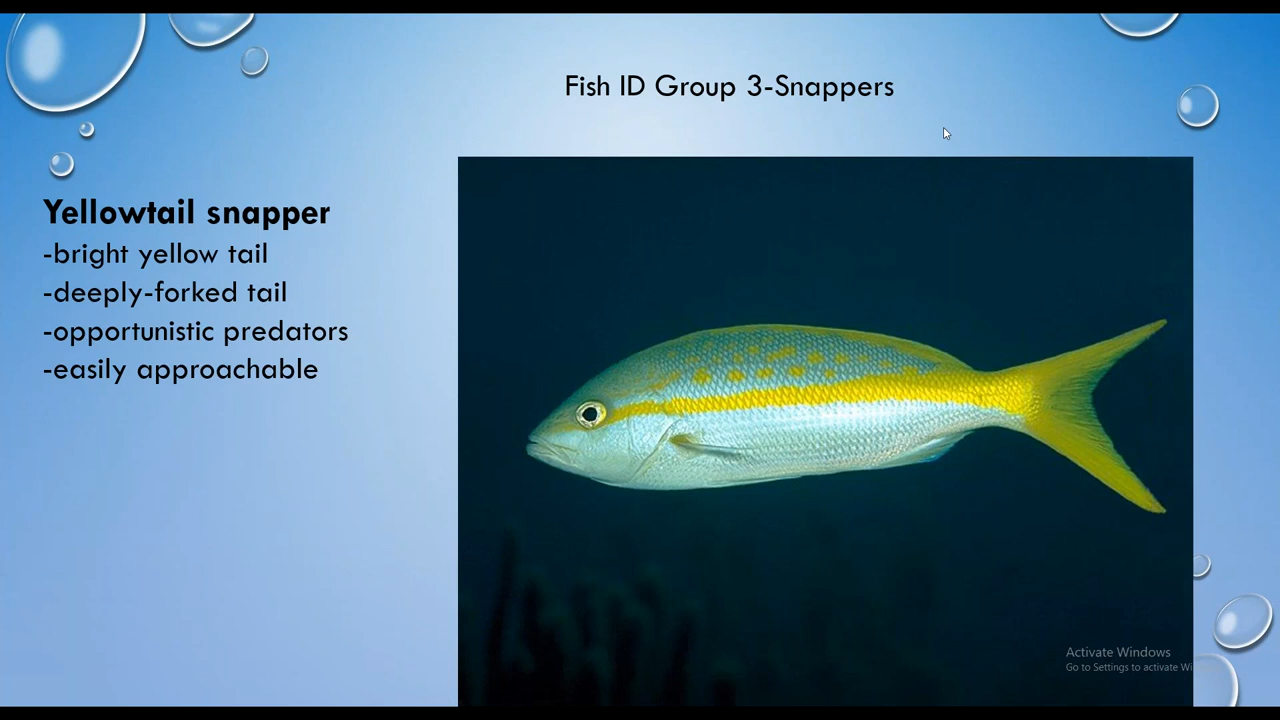 Fish ID Group 3-Snappers
Yellowtail snapper
-bright yellow tail
-deeply-forked tail
-opportunistic predators
-easily approachable
Activate Windows
Go to Settings to activate Wi